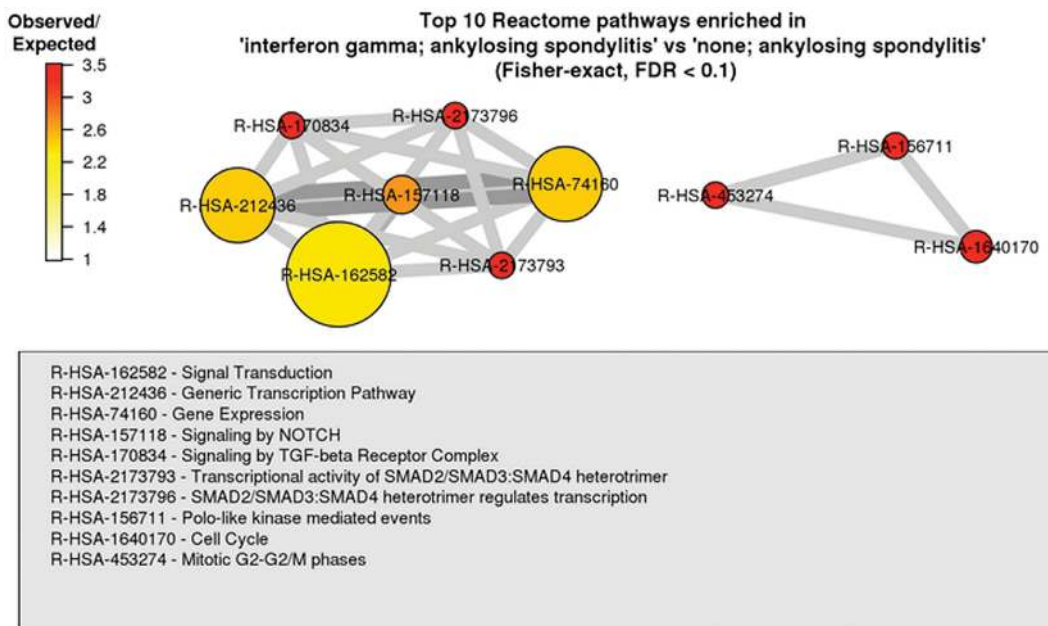 Observed/
Expected
3.5
3
2.6
2.2
1.8
1.4
1
Top 10 Reactome pathways enriched in
'interferon gamma; ankylosing spondylitis' vs 'none; ankylosing spondylitis'
(Fisher-exact, FDR < 0.1)
R-HSA-170834
R-HSA-2173796
R-HSA-212436
R-HSA-157118
R-HSA-74160
R-HSA-162582
R-HSA-2173793
R-HSA-156711
R-HSA-453274
R-HSA-1640170
R-HSA-162582 - Signal Transduction
R-HSA-212436 - Generic Transcription Pathway
R-HSA-74160 - Gene Expression
R-HSA-157118 - Signaling by NOTCH
R-HSA-170834 - Signaling by TGF-beta Receptor Complex
R-HSA-2173793 - Transcriptional activity of SMAD2/SMAD3:SMAD4 heterotrimer
R-HSA-2173796 - SMAD2/SMAD3:SMAD4 heterotrimer regulates transcription
R-HSA-156711 - Polo-like kinase mediated events
R-HSA-1640170 - Cell Cycle
R-HSA-453274 - Mitotic G2-G2/M phases